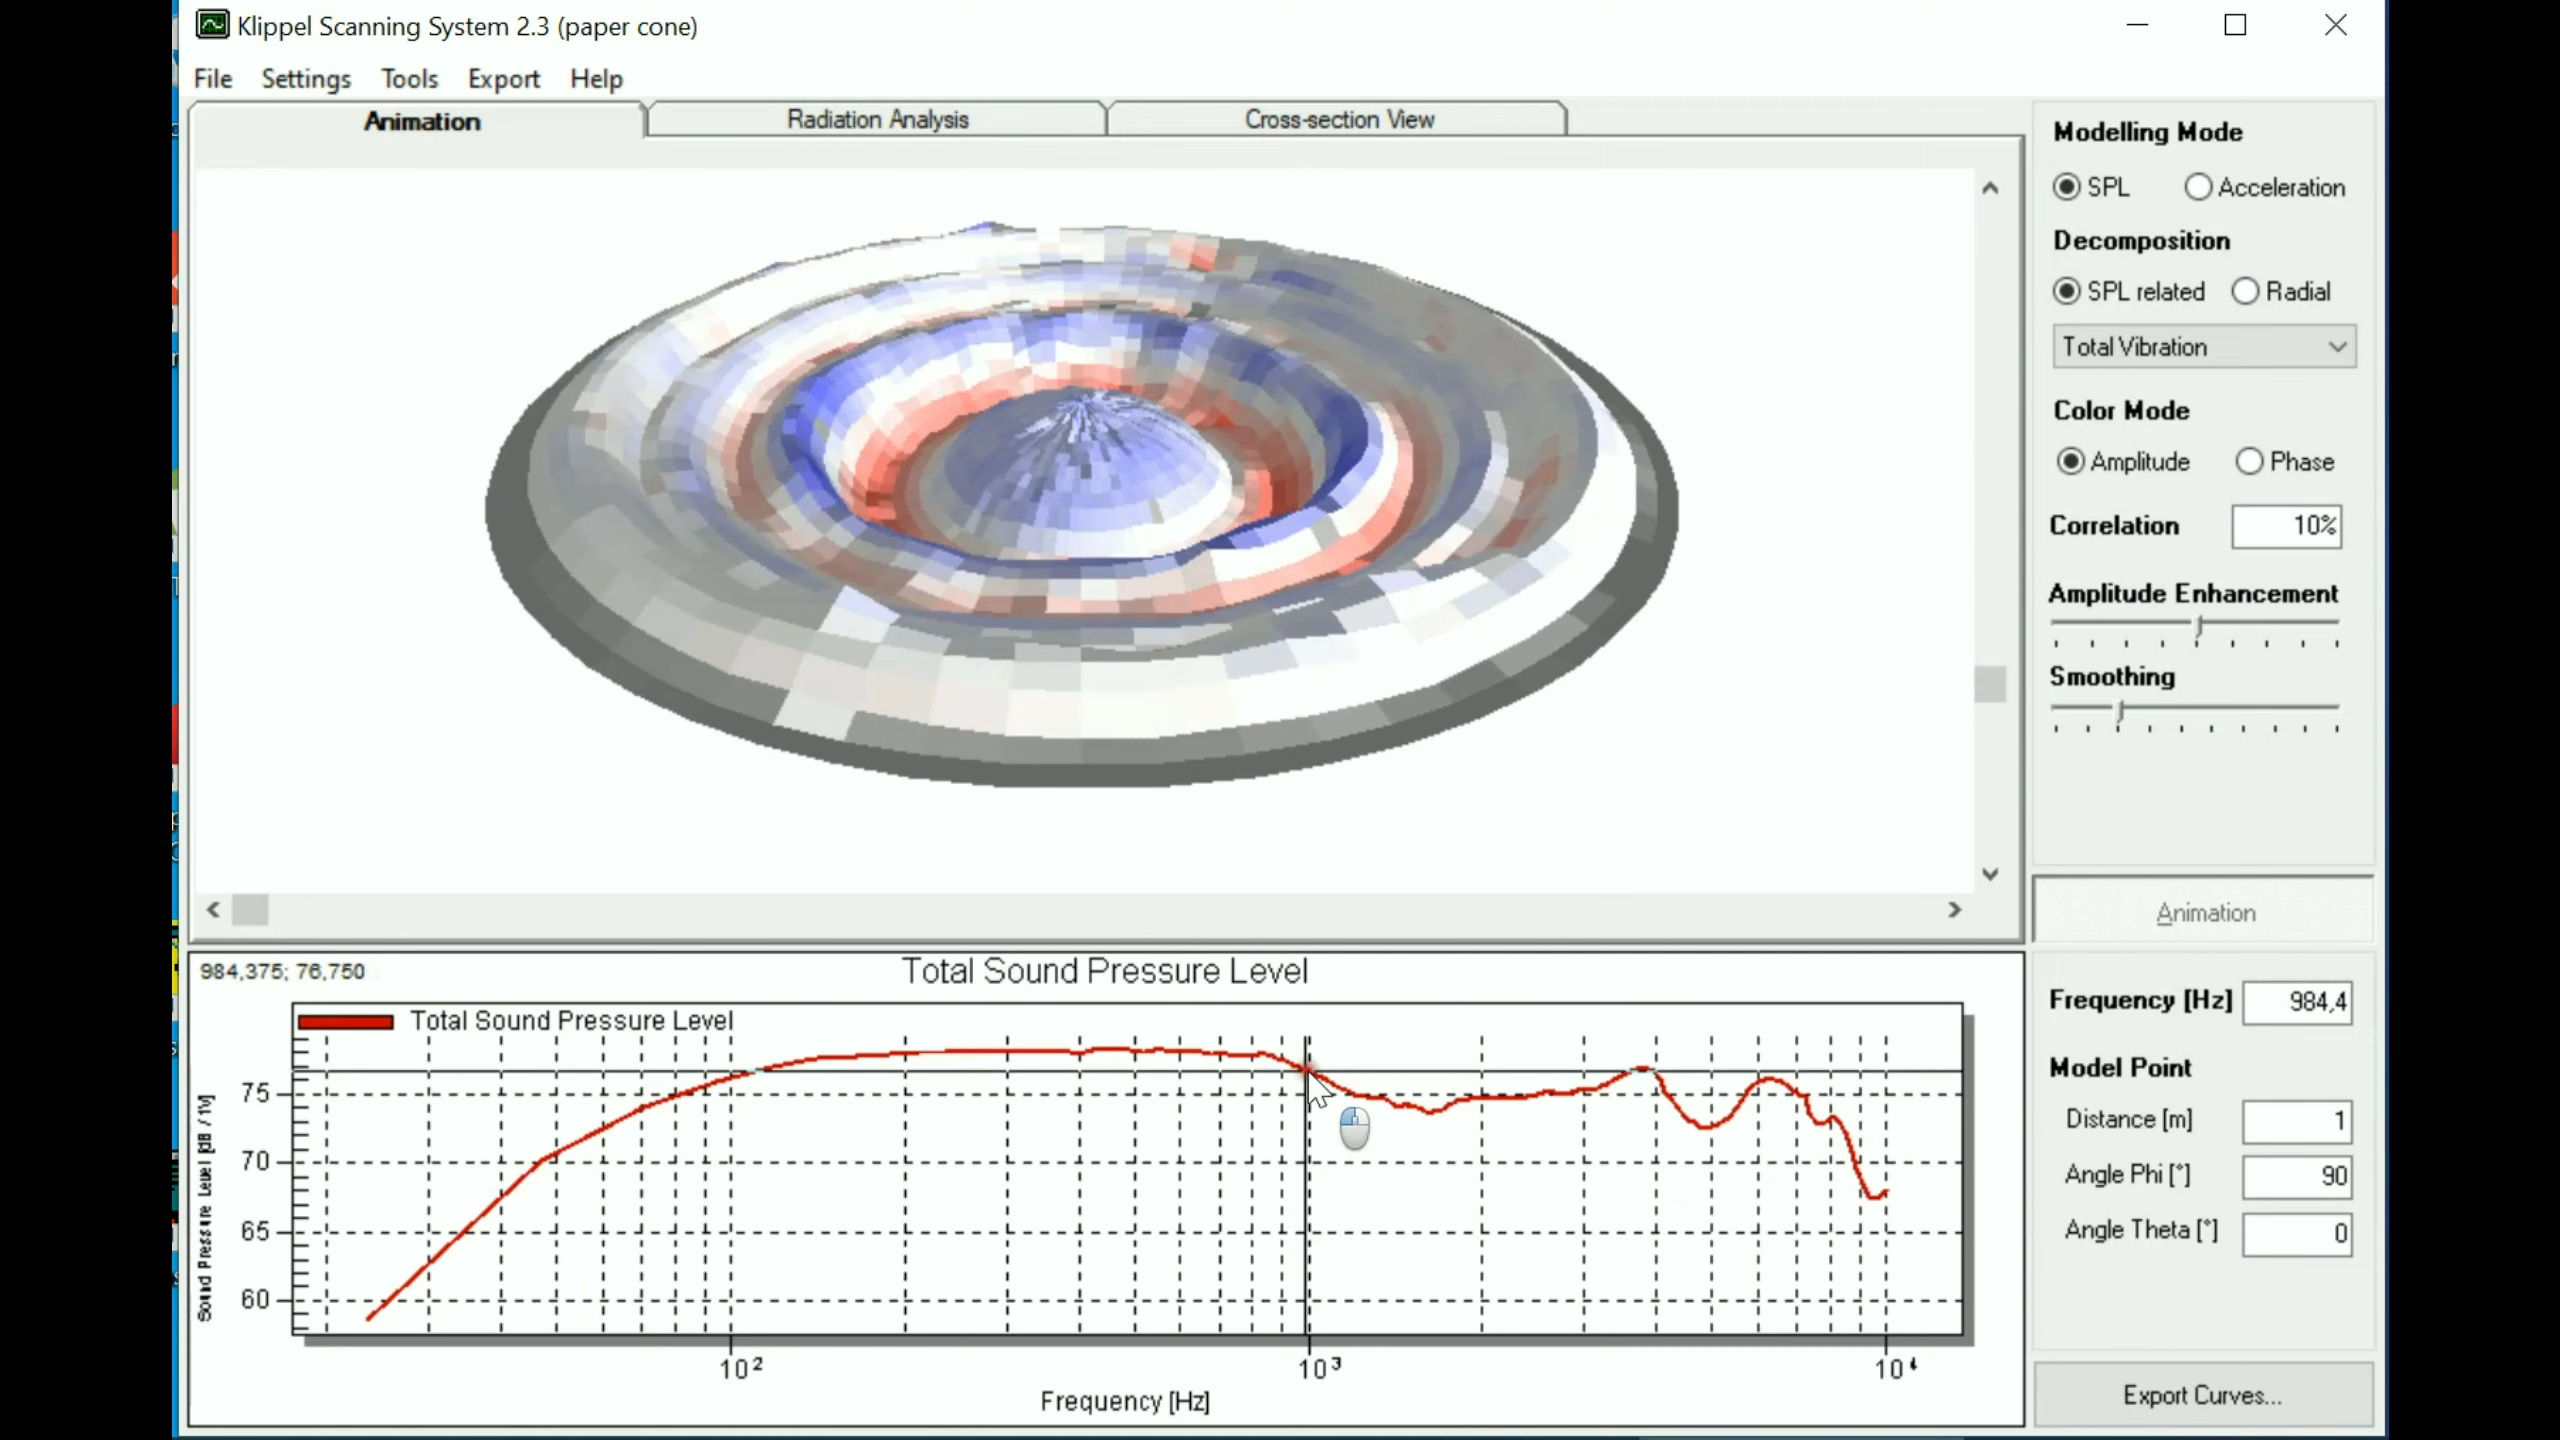 Klippel Scanning System 2.3 (paper cone)
File Settings Tools Export Help
Animation Radiation Analysis Cross-section View
Modelling Mode
SPL Acceleration
Decomposition
SPL related Radial
Total Vibration
Color Mode
Amplitude Phase
Correlation 10%
Amplitude Enhancement
Smoothing
Animation
984,375; 76,750
Total Sound Pressure Level
Total Sound Pressure Level
Sound Pressure Level [dB / 1V]
75
70
65
60
10²
10³
10⁴
Frequency [Hz]
Frequency [Hz] 984,4
Model Point
Distance [m] 1
Angle Phi [°] 90
Angle Theta [°] 0
Export Curves...